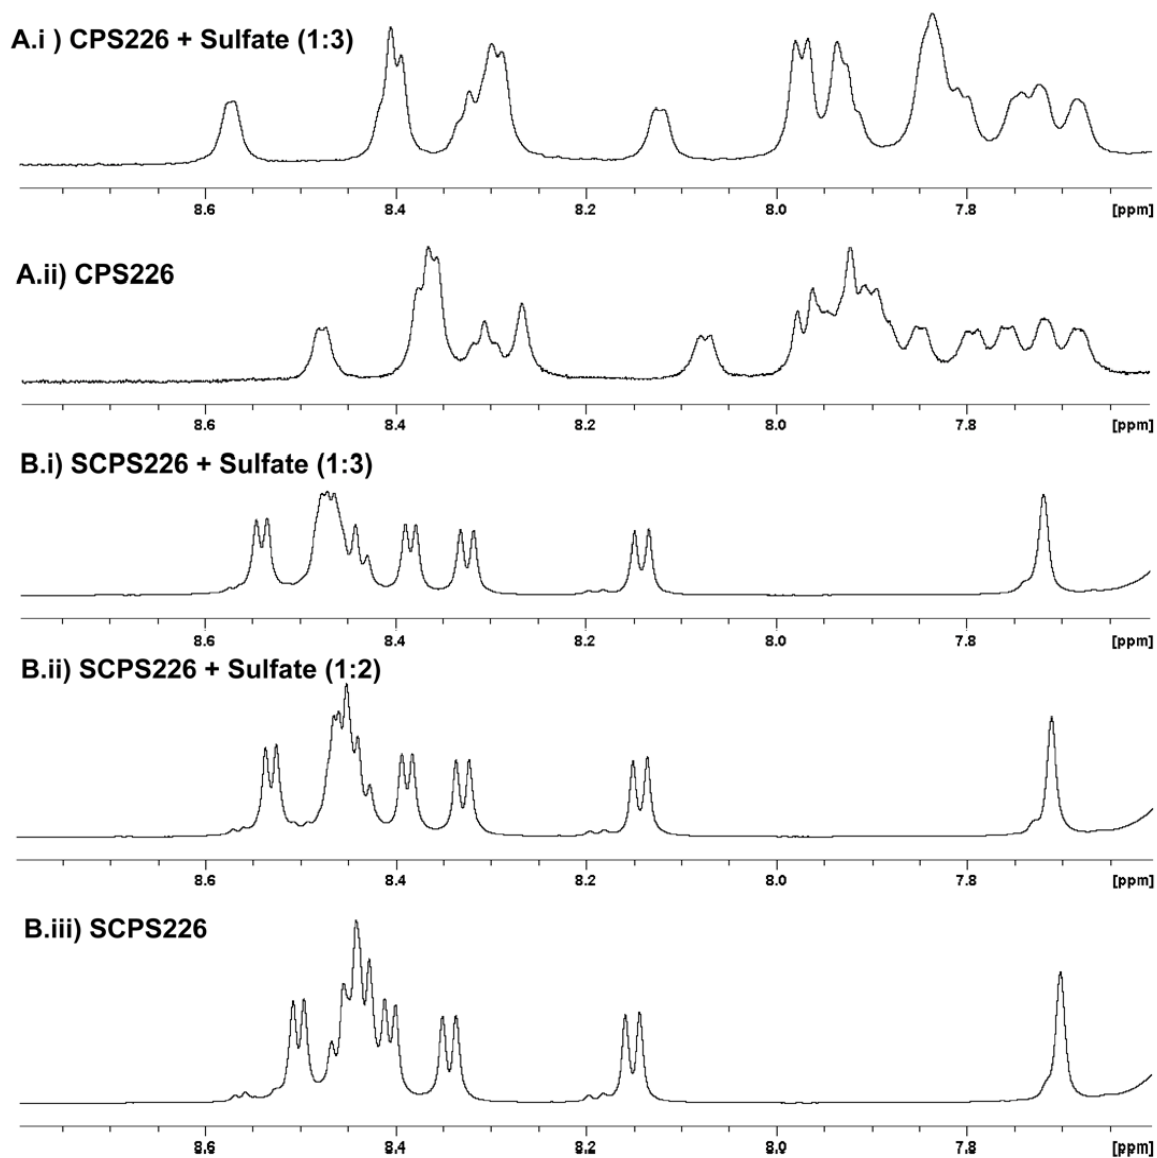 A.i ) CPS226 + Sulfate (1:3)
8.6 8.4 8.2 8.0 7.8 [ppm]
A.ii) CPS226
8.6 8.4 8.2 8.0 7.8 [ppm]
B.i) SCPS226 + Sulfate (1:3)
8.6 8.4 8.2 8.0 7.8 [ppm]
B.ii) SCPS226 + Sulfate (1:2)
8.6 8.4 8.2 8.0 7.8 [ppm]
B.iii) SCPS226
8.6 8.4 8.2 8.0 7.8 [ppm]